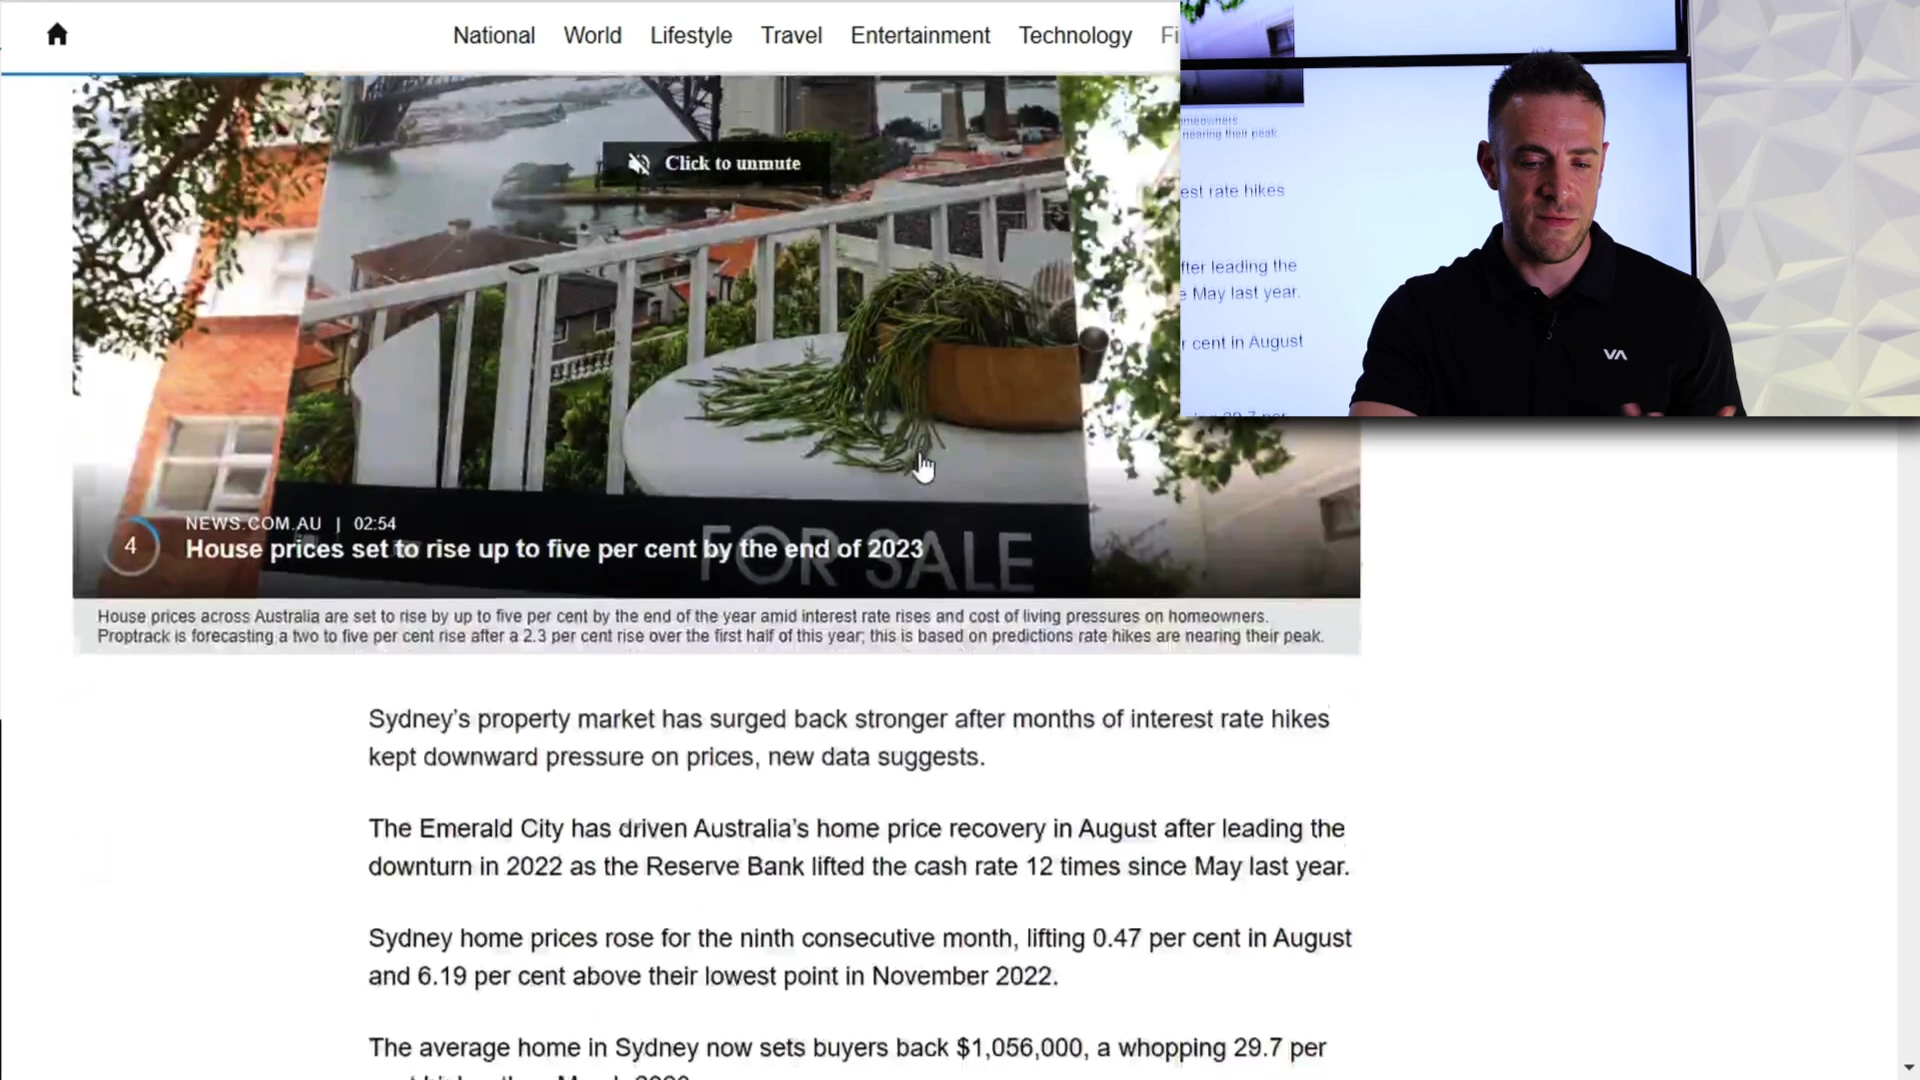 National World Lifestyle Travel Entertainment Technology Fi
Click to unmute
FOR SALE
NEWS.COM.AU | 02:54
4
House prices set to rise up to five per cent by the end of 2023
House prices across Australia are set to rise by up to five per cent by the end of the year amid interest rate rises and cost of living pressures on homeowners.
Proptrack is forecasting a two to five per cent rise after a 2.3 per cent rise over the first half of this year; this is based on predictions rate hikes are nearing their peak.
Sydney’s property market has surged back stronger after months of interest rate hikes
kept downward pressure on prices, new data suggests.
The Emerald City has driven Australia’s home price recovery in August after leading the
downturn in 2022 as the Reserve Bank lifted the cash rate 12 times since May last year.
Sydney home prices rose for the ninth consecutive month, lifting 0.47 per cent in August
and 6.19 per cent above their lowest point in November 2022.
The average home in Sydney now sets buyers back $1,056,000, a whopping 29.7 per
meowners.
nearing their peak
est rate hikes
fter leading the
e May last year.
r cent in August
29.7 per
VA